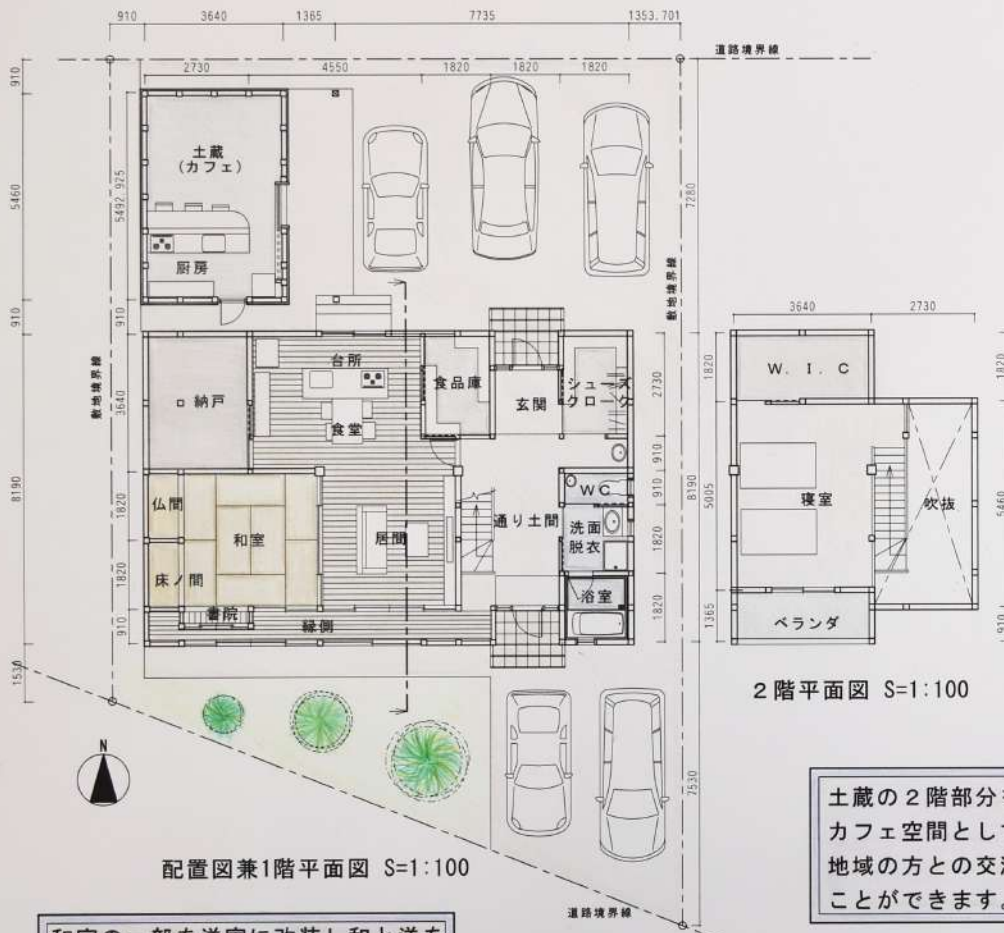 910 3640 1365 7735 1353.701
道路境界線
2730 4550 1820 1820 1820
910
5460
910
8190
1530
5492.925
910
3640
1820
1820
910
敷地境界線
土蔵
(カフェ)
厨房
7280
敷地境界線
台所
納戸
食堂
食品庫
玄関
シューズ
クローク
2730
910
910
1820
1820
8190
7530
仏間
和室
床ノ間
書院
居間
縁側
通り土間
WC
洗面
脱衣
浴室
3640 2730
1820
5005
1365
1820
5460
910
W.I.C
寝室
吹抜
ベランダ
2階平面図 S=1:100
N
配置図兼1階平面図 S=1:100
道路境界線
土蔵の2階部分
カフェ空間として
地域の方との交流
ことができます。
和室の一部を洋室に改装し和と洋を